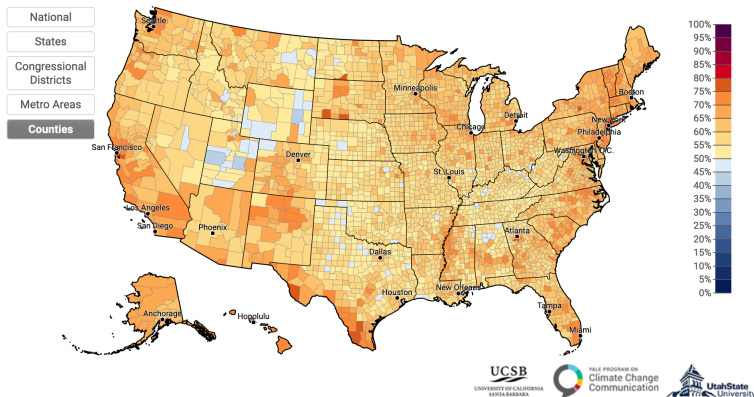 National
States
Congressional
Districts
Metro Areas
Counties
Seattle
Minneapolis
Boston
Detroit
New York
Chicago
Philadelphia
San Francisco
Washington, D.C.
Denver
St. Louis
Los Angeles
San Diego
Phoenix
Atlanta
Dallas
Houston
New Orleans
Tampa
Anchorage
Honolulu
Miami
100%
95%
90%
85%
80%
75%
70%
65%
60%
55%
50%
45%
40%
35%
30%
25%
20%
15%
10%
5%
0%
UCSB
UNIVERSITY OF CALIFORNIA
SANTA BARBARA
YALE PROGRAM ON
Climate Change
Communication
UtahState
University